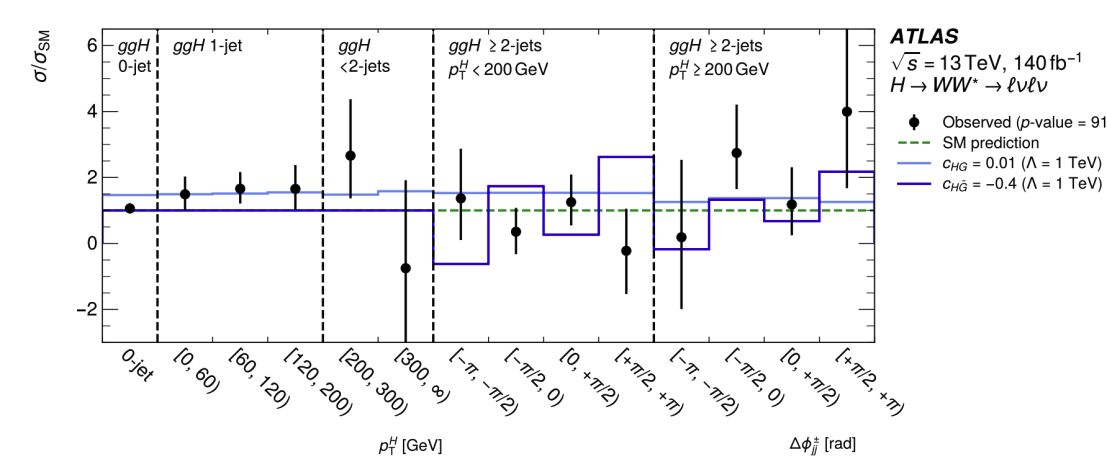 σ/σSM
6
4
2
0
−2
ggH
0-jet
ggH 1-jet
ggH
<2-jets
ggH ≥ 2-jets
p_T^H < 200 GeV
ggH ≥ 2-jets
p_T^H ≥ 200 GeV
ATLAS
√s = 13 TeV, 140 fb⁻¹
H → WW* → ℓνℓν
Observed (p-value = 91
SM prediction
c_HG = 0.01 (Λ = 1 TeV)
c_HG̃ = −0.4 (Λ = 1 TeV)
0-jet
[0, 60)
[60, 120)
[120, 200)
[200, 300)
[300, ∞)
[−π, −π/2)
[−π/2, 0)
[0, +π/2)
[+π/2, +π)
[−π, −π/2)
[−π/2, 0)
[0, +π/2)
[+π/2, +π)
p_T^H [GeV]
Δϕ_jj^± [rad]